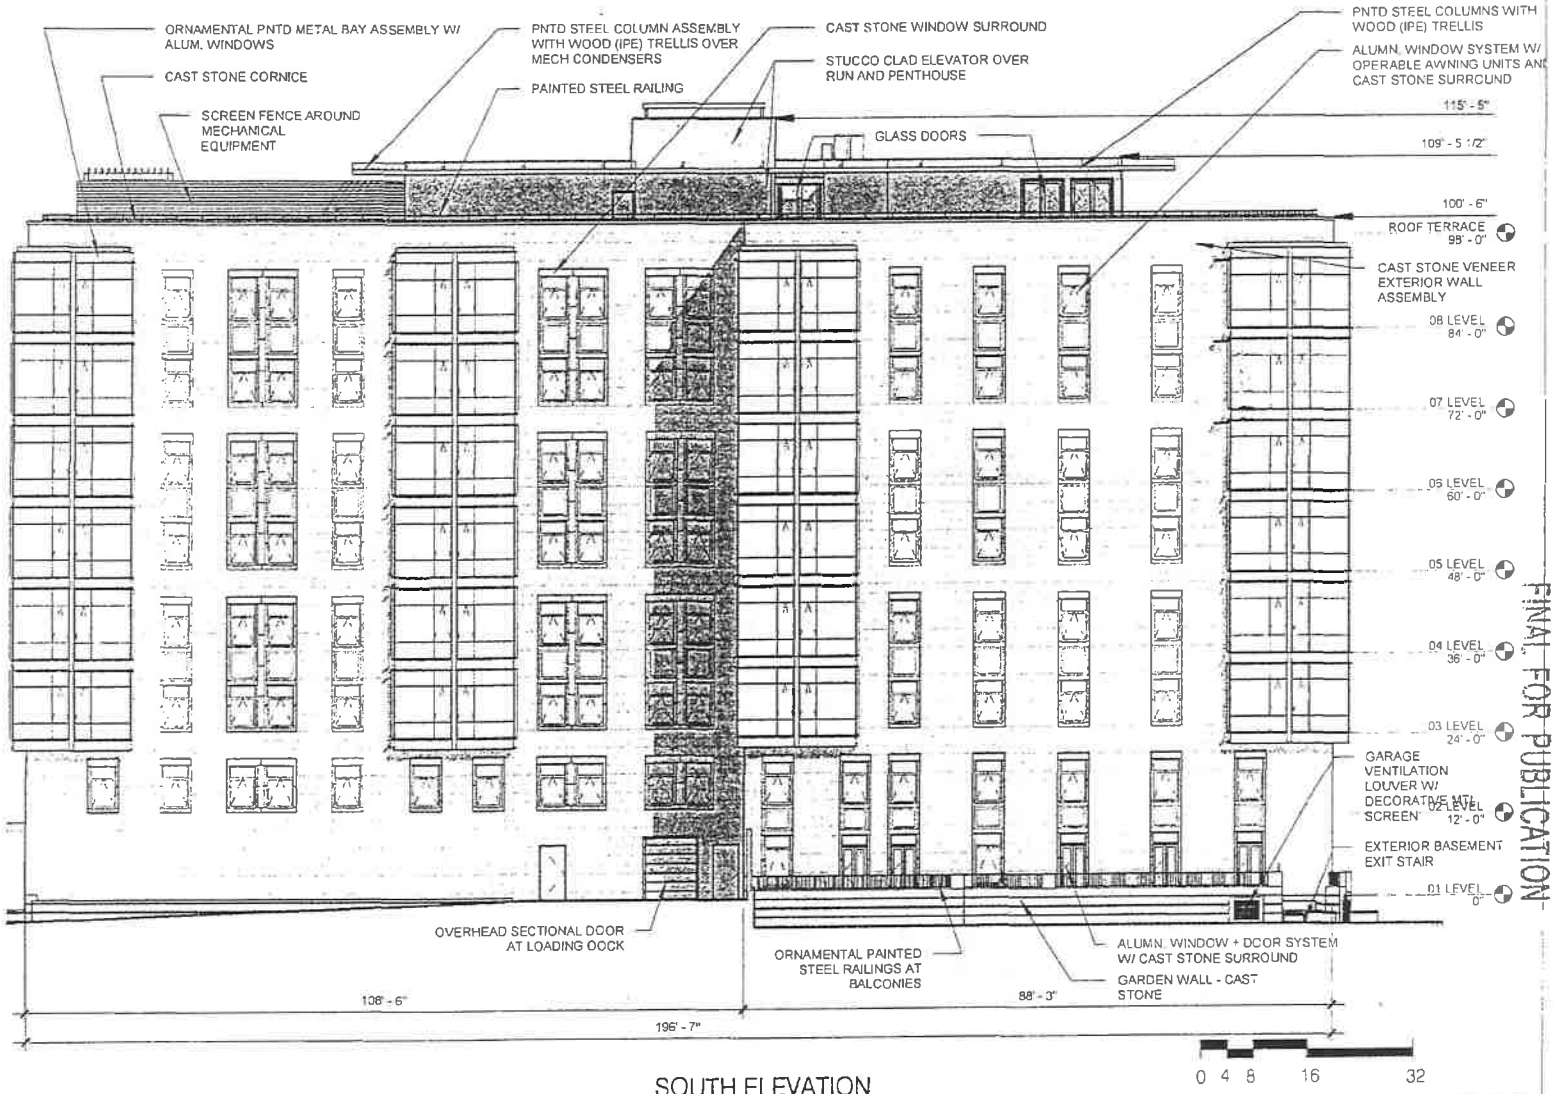 ORNAMENTAL PNTD METAL BAY ASSEMBLY W/
ALUM. WINDOWS
CAST STONE CORNICE
SCREEN FENCE AROUND
MECHANICAL
EQUIPMENT
PNTD STEEL COLUMN ASSEMBLY
WITH WOOD (IPE) TRELLIS OVER
MECH CONDENSERS
PAINTED STEEL RAILING
CAST STONE WINDOW SURROUND
STUCCO CLAD ELEVATOR OVER
RUN AND PENTHOUSE
GLASS DOORS
PNTD STEEL COLUMNS WITH
WOOD (IPE) TRELLIS
ALUMN. WINDOW SYSTEM W/
OPERABLE AWNING UNITS AND
CAST STONE SURROUND
115' - 5"
109' - 5 1/2"
100' - 6"
ROOF TERRACE
98' - 0"
CAST STONE VENEER
EXTERIOR WALL
ASSEMBLY
08 LEVEL
84' - 0"
07 LEVEL
72' - 0"
06 LEVEL
60' - 0"
05 LEVEL
48' - 0"
04 LEVEL
36' - 0"
03 LEVEL
24' - 0"
GARAGE
VENTILATION
LOUVER W/
DECORATIVE MTL
SCREEN
02 LEVEL
12' - 0"
EXTERIOR BASEMENT
EXIT STAIR
01 LEVEL
0"
FINAL FOR PUBLICATION
OVERHEAD SECTIONAL DOOR
AT LOADING DOCK
ORNAMENTAL PAINTED
STEEL RAILINGS AT
BALCONIES
ALUMN. WINDOW + DOOR SYSTEM
W/ CAST STONE SURROUND
GARDEN WALL - CAST
STONE
108' - 6"
88' - 3"
196' - 7"
SOUTH ELEVATION
0 4 8 16 32